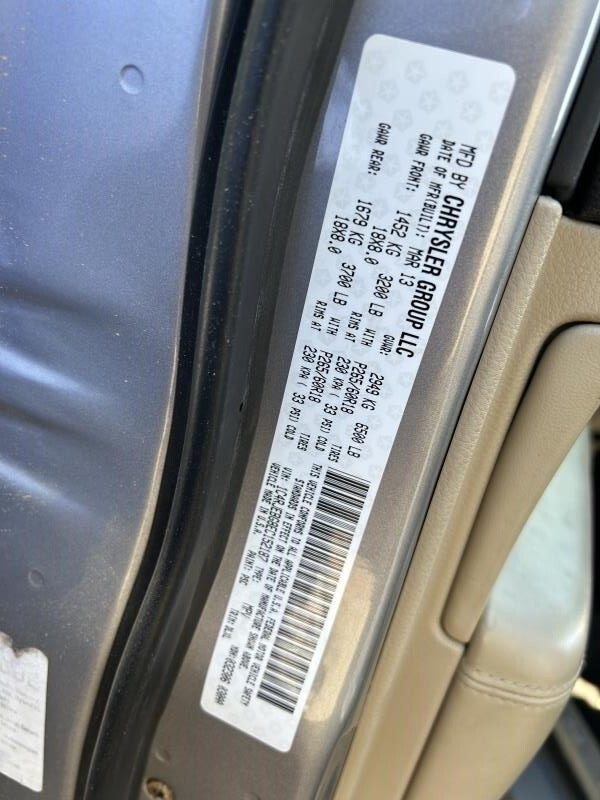 MFD BY CHRYSLER GROUP LLC
DATE OF MFR(BUILT): MAR 13 GVWR: 2949 KG 6500 LB
GAWR FRONT: 1452 KG 3200 LB WITH P265/60R18 TIRES
18X8.0 RIMS AT 230 KPA ( 33 PSI) COLD
GAWR REAR: 1679 KG 3700 LB WITH P265/60R18 TIRES
18X8.0 RIMS AT 230 KPA ( 33 PSI) COLD
THIS VEHICLE CONFORMS TO ALL APPLICABLE U.S.A. FEDERAL MOTOR VEHICLE SAFETY
STANDARDS IN EFFECT ON THE DATE OF MANUFACTURE SHOWN ABOVE.
VIN: TYPE: MPV
VEHICLE MADE IN U.S.A. PAINT: TRIM: